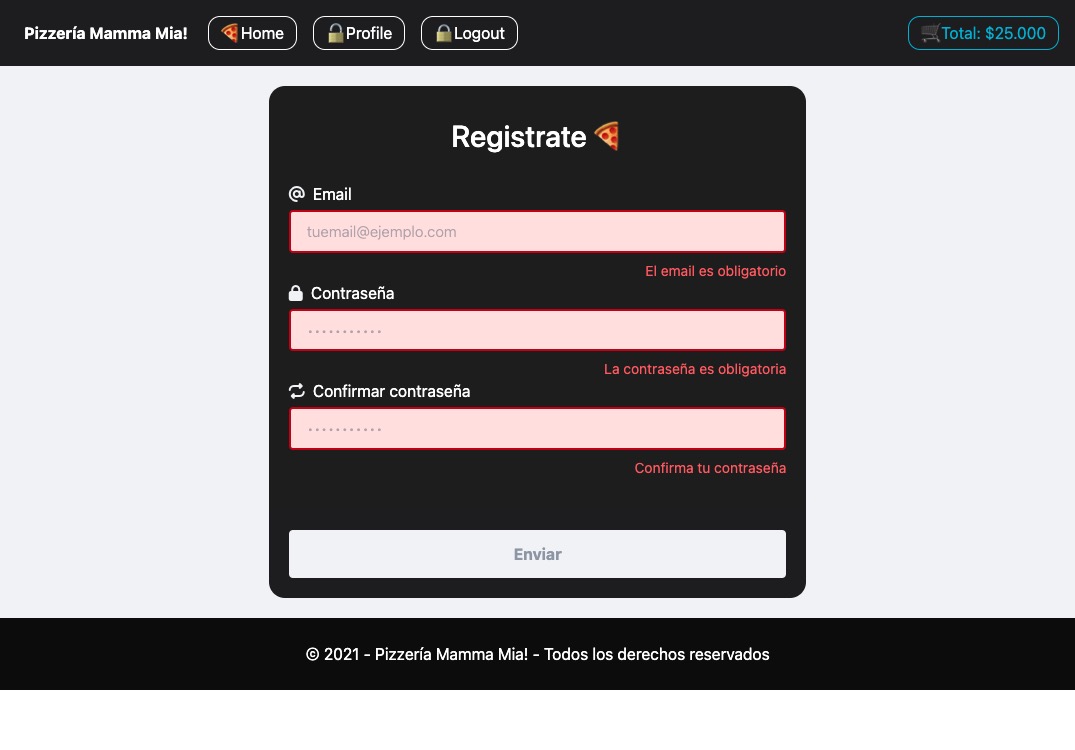 Pizzería Mamma Mia! 🍕Home 🔓Profile 🔒Logout 🛒Total: $25.000
Registrate 🍕
Email
tuemail@ejemplo.com
El email es obligatorio
Contraseña
···········
La contraseña es obligatoria
Confirmar contraseña
···········
Confirma tu contraseña
Enviar
© 2021 - Pizzería Mamma Mia! - Todos los derechos reservados